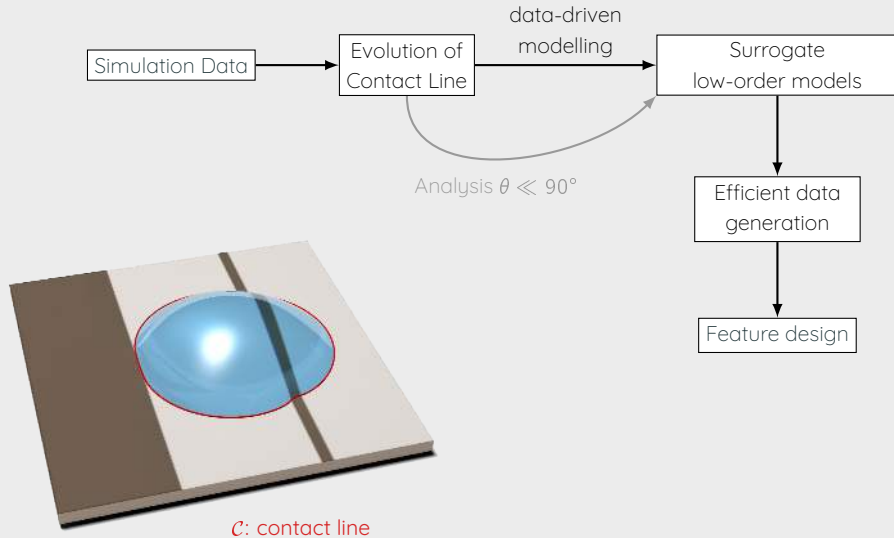 data-driven
modelling
Simulation Data
Evolution of
Contact Line
Surrogate
low-order models
Analysis θ ≪ 90°
Efficient data
generation
Feature design
𝒞: contact line